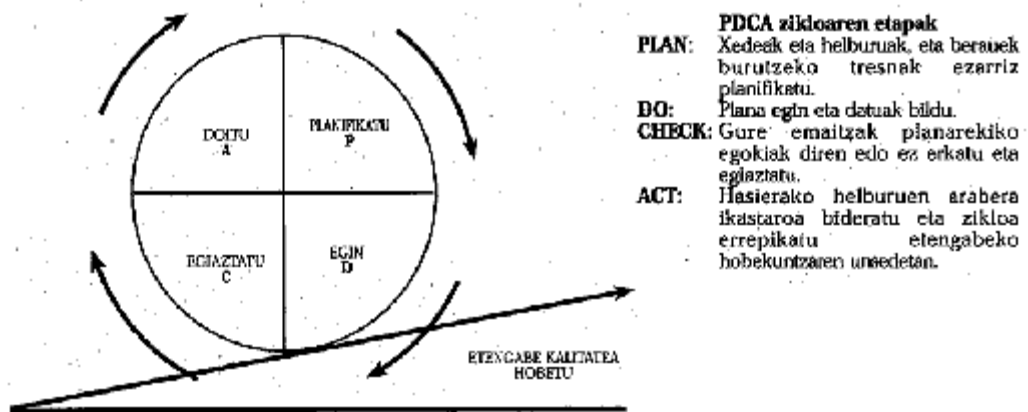 DOITU
A
PLANIFIKATU
P
EGIAZTATU
C
EGIN
D
ETENGABE KALITATEA
HOBETU
PDCA zikloaren etapak
PLAN: Xedeak eta helburuak, eta berauek
burutzeko tresnak ezarriz
planifikatu.
DO: Plana egin eta datuak bildu.
CHECK: Gure emaitzak planarekiko
egokiak diren edo ez erkatu eta
egiaztatu.
ACT: Hasierako helburuen arabera
ikastaroa bideratu eta zikloa
errepikatu etengabeko
hobekuntzaren unsedetan.